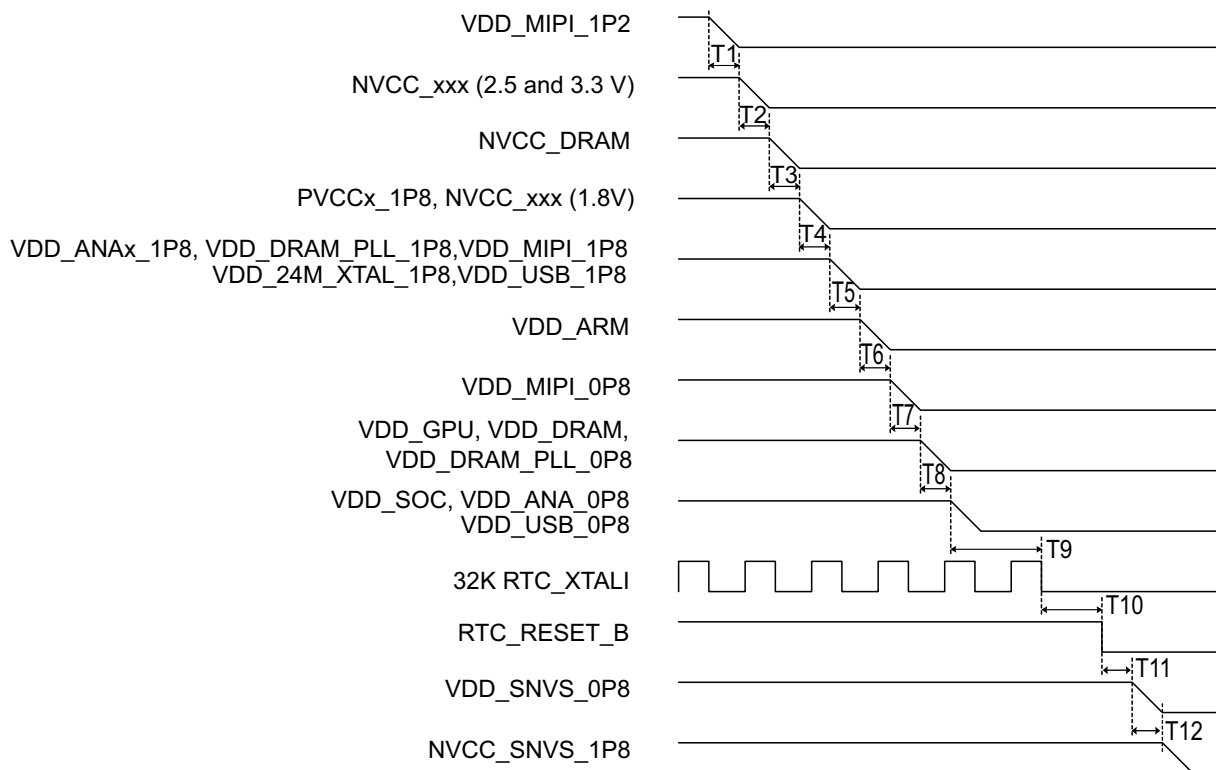 VDD_MIPI_1P2
T1
NVCC_xxx (2.5 and 3.3 V)
T2
NVCC_DRAM
T3
PVCCx_1P8, NVCC_xxx (1.8V)
T4
VDD_ANAx_1P8, VDD_DRAM_PLL_1P8,VDD_MIPI_1P8
VDD_24M_XTAL_1P8,VDD_USB_1P8
T5
VDD_ARM
T6
VDD_MIPI_0P8
T7
VDD_GPU, VDD_DRAM,
VDD_DRAM_PLL_0P8
T8
VDD_SOC, VDD_ANA_0P8
VDD_USB_0P8
T9
32K RTC_XTALI
T10
RTC_RESET_B
T11
VDD_SNVS_0P8
T12
NVCC_SNVS_1P8